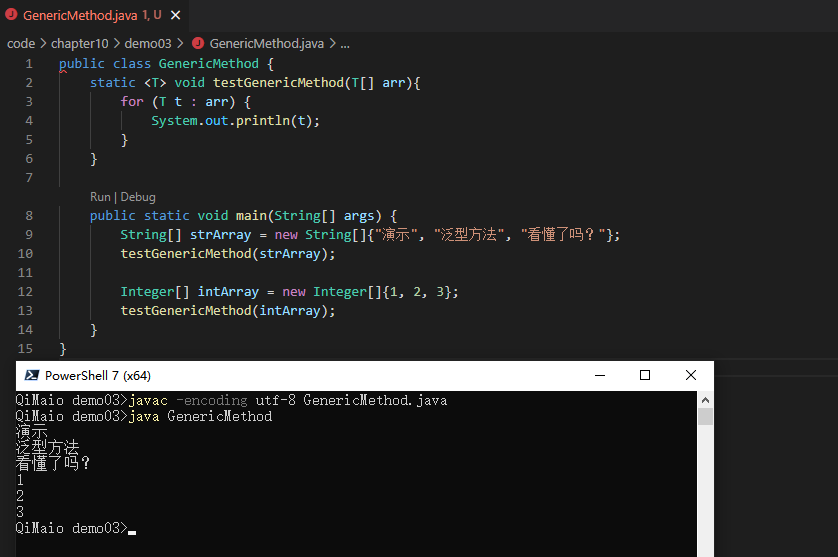 GenericMethod.java 1, U
code > chapter10 > demo03 > GenericMethod.java > ...
1 public class GenericMethod {
2 static <T> void testGenericMethod(T[] arr){
3 for (T t : arr) {
4 System.out.println(t);
5 }
6 }
7
Run | Debug
8 public static void main(String[] args) {
9 String[] strArray = new String[]{"演示", "泛型方法", "看懂了吗？"};
10 testGenericMethod(strArray);
11
12 Integer[] intArray = new Integer[]{1, 2, 3};
13 testGenericMethod(intArray);
14 }
15 }
PowerShell 7 (x64)
QiMaio demo03>javac -encoding utf-8 GenericMethod.java
QiMaio demo03>java GenericMethod
演示
泛型方法
看懂了吗？
1
2
3
QiMaio demo03>